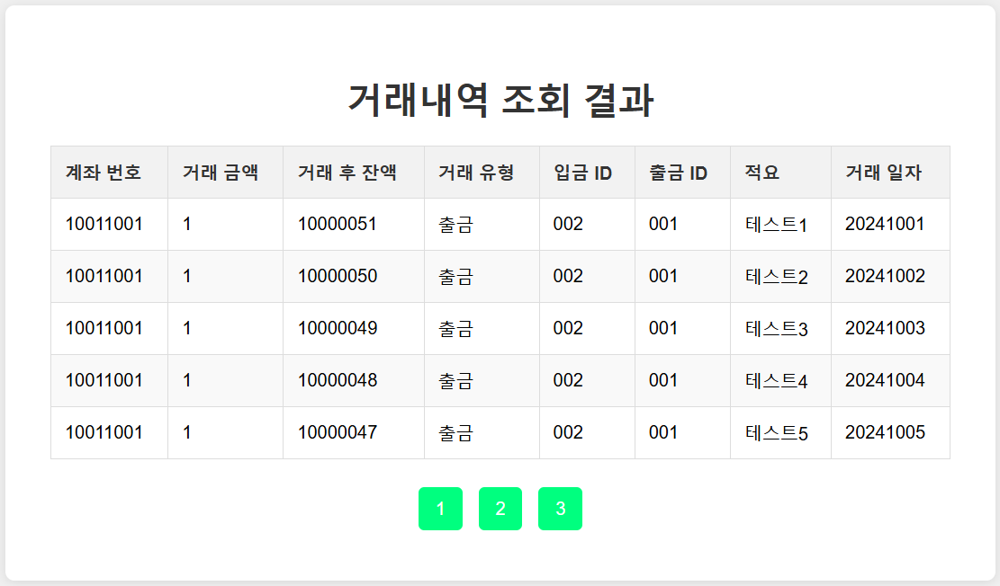 거래내역 조회 결과
계좌 번호 거래 금액 거래 후 잔액 거래 유형 입금 ID 출금 ID 적요 거래 일자
10011001 1 10000051 출금 002 001 테스트1 20241001
10011001 1 10000050 출금 002 001 테스트2 20241002
10011001 1 10000049 출금 002 001 테스트3 20241003
10011001 1 10000048 출금 002 001 테스트4 20241004
10011001 1 10000047 출금 002 001 테스트5 20241005
1 2 3